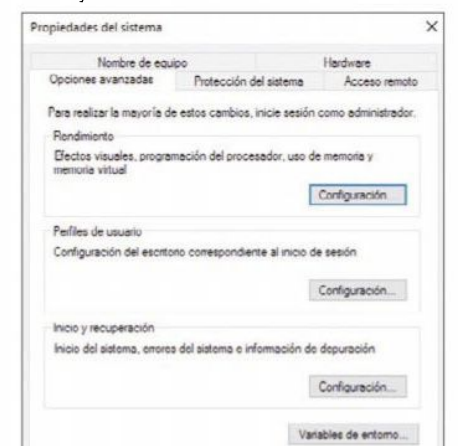 Propiedades del sistema
Nombre de equipo Hardware
Opciones avanzadas Protección del sistema Acceso remoto
Para realizar la mayoría de estos cambios, inicie sesión como administrador.
Rendimiento
Efectos visuales, programación del procesador, uso de memoria y
memoria virtual
Configuración...
Perfiles de usuario
Configuración del escritorio correspondiente al inicio de sesión
Configuración...
Inicio y recuperación
Inicio del sistema, errores del sistema e información de depuración
Configuración...
Variables de entorno...